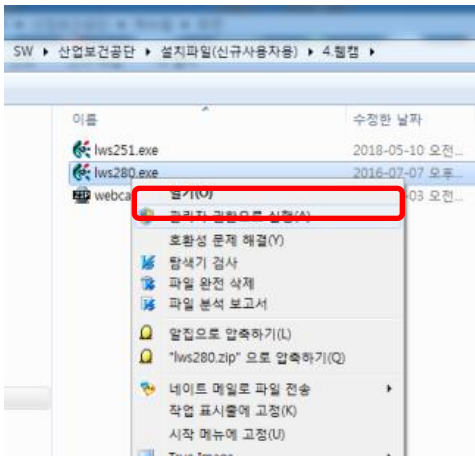 SW ▸ 산업보건공단 ▸ 설치파일(신규사용자용) ▸ 4.웹캠 ▸
이름 수정한 날짜
lws251.exe 2018-05-10 오전...
lws280.exe 2016-07-07 오후...
webca -03 오전...
열기(O)
관리자 권한으로 실행(A)
호환성 문제 해결(Y)
탐색기 검사
파일 완전 삭제
파일 분석 보고서
알집으로 압축하기(L)
"lws280.zip" 으로 압축하기(Q)
네이트 메일로 파일 전송
작업 표시줄에 고정(K)
시작 메뉴에 고정(U)
True Image